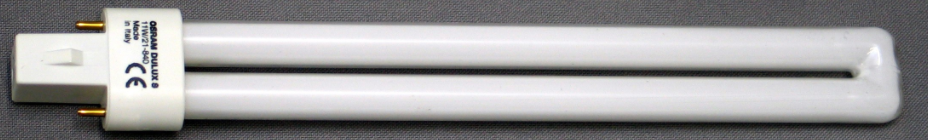 OSRAM DULUX S
11W/21-840
Made
in Italy
CE